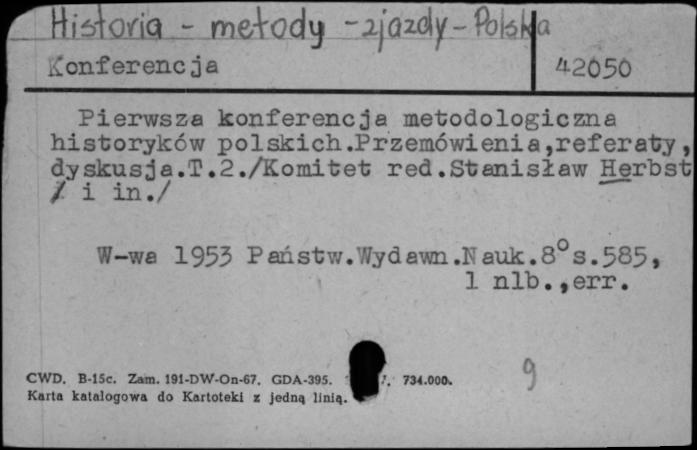 Historia - metody - zjazdy - Polska
Konferencja 42050
Pierwsza konferencja metodologiczna
historyków polskich.Przemówienia,referaty,
dyskusja.T.2./Komitet red.Stanisław Herbst
/ i in./
W-wa 1953 Państw.Wydawn.Nauk.8°s.585,
1 nlb.,err.
9
CWD. B-15c. Zam. 191-DW-On-67. GDA-395. 734.000.
Karta katalogowa do Kartoteki z jedną linią.